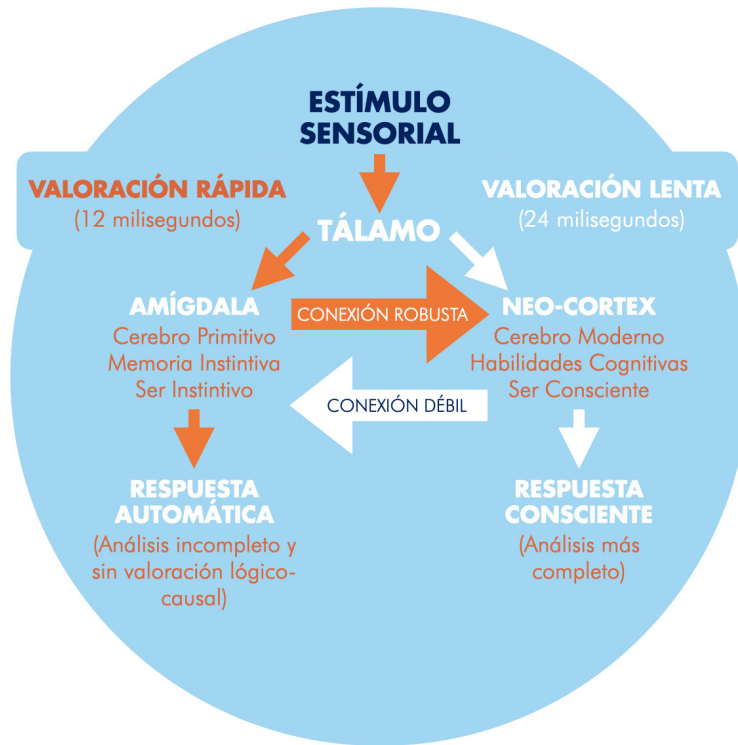 ESTÍMULO
SENSORIAL
VALORACIÓN RÁPIDA
(12 milisegundos)
VALORACIÓN LENTA
(24 milisegundos)
TÁLAMO
AMÍGDALA
Cerebro Primitivo
Memoria Instintiva
Ser Instintivo
CONEXIÓN ROBUSTA
NEO-CORTEX
Cerebro Moderno
Habilidades Cognitivas
Ser Consciente
CONEXIÓN DÉBIL
RESPUESTA
AUTOMÁTICA
(Análisis incompleto y
sin valoración lógico-
causal)
RESPUESTA
CONSCIENTE
(Análisis más
completo)